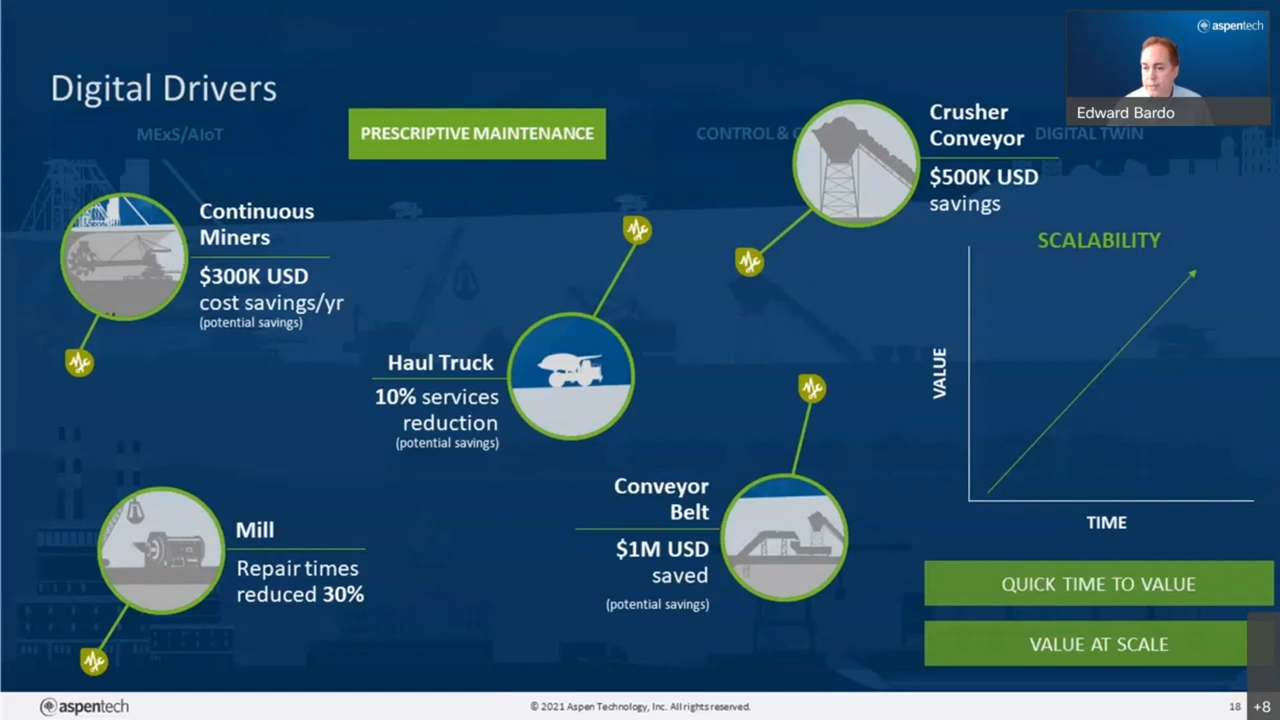 Digital Drivers
aspentech
Edward Bardo
MExS/AIoT
PRESCRIPTIVE MAINTENANCE
CONTROL &
DIGITAL TWIN
Continuous
Miners
$300K USD
cost savings/yr
(potential savings)
Haul Truck
10% services
reduction
(potential savings)
Crusher
Conveyor
$500K USD
savings
Mill
Repair times
reduced 30%
Conveyor
Belt
$1M USD
saved
(potential savings)
SCALABILITY
VALUE
TIME
QUICK TIME TO VALUE
VALUE AT SCALE
aspentech
© 2021 Aspen Technology, Inc. All rights reserved.
18
+8